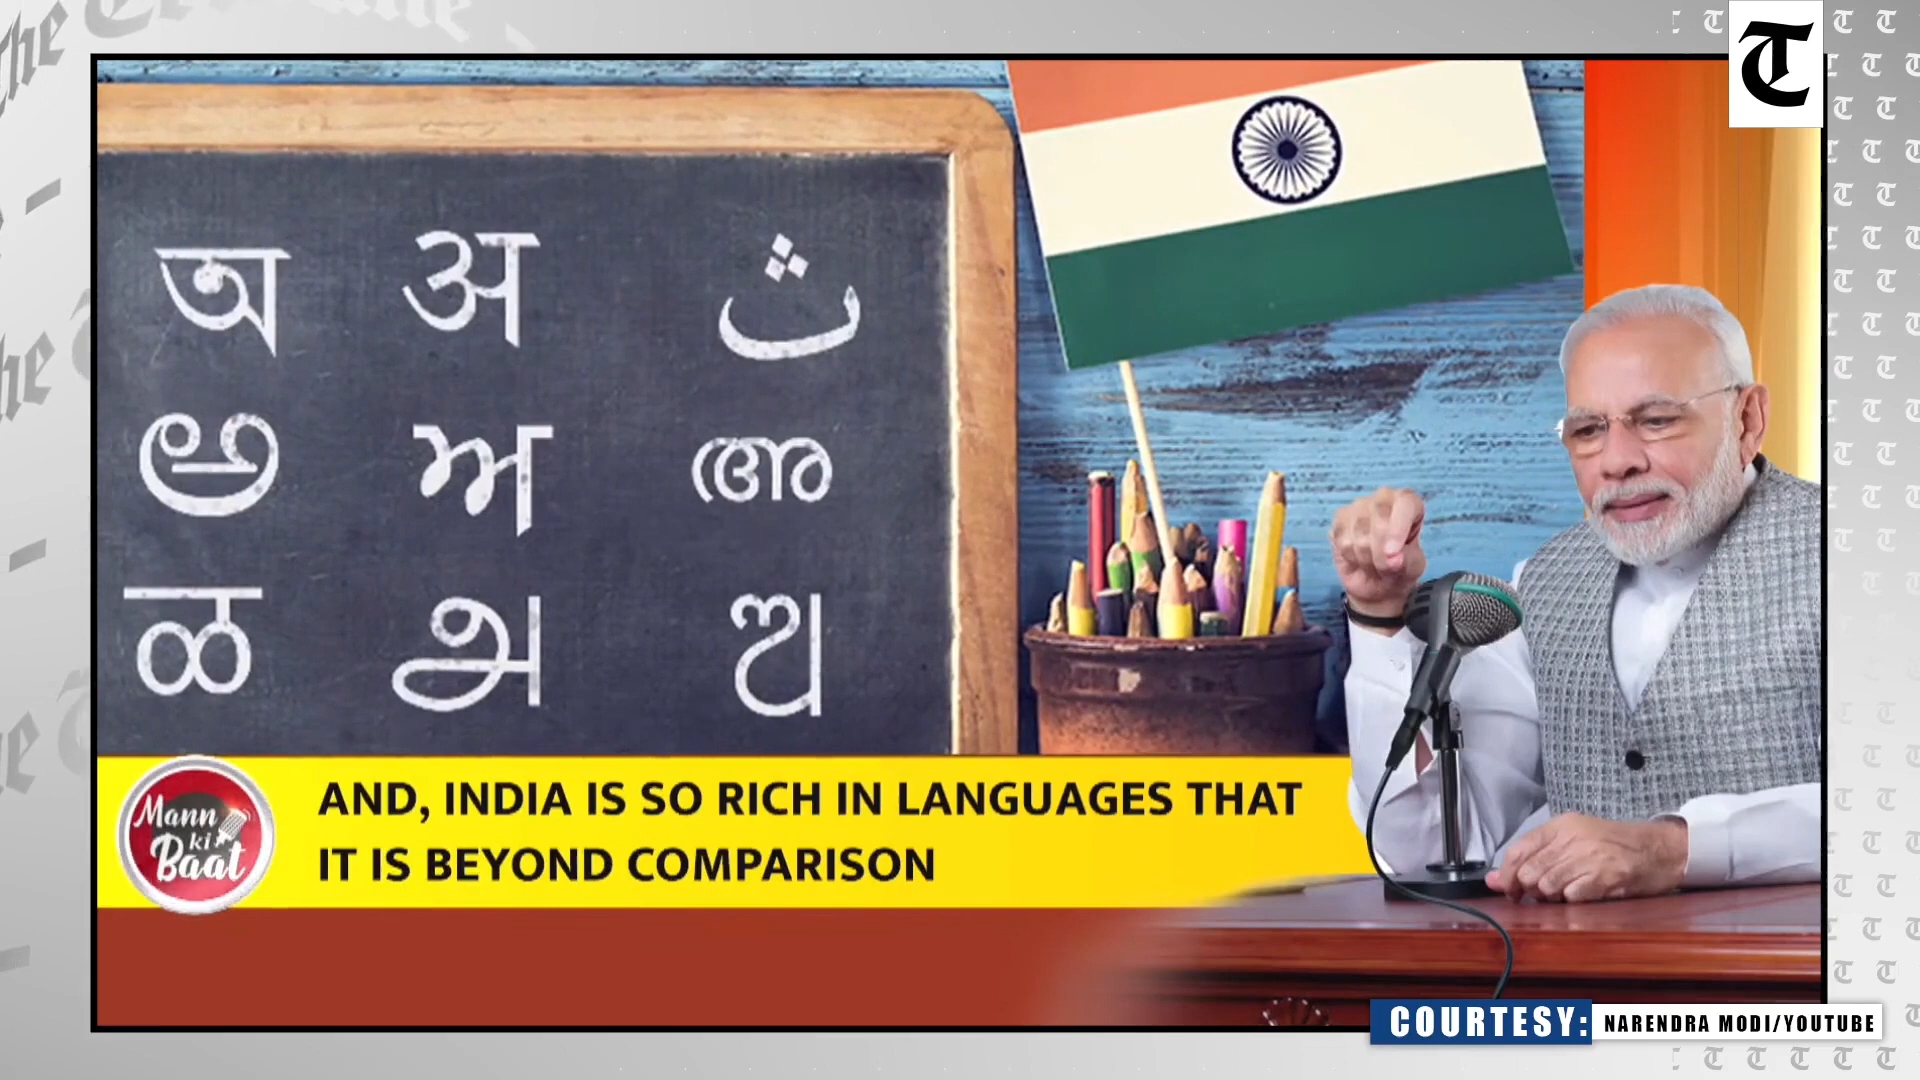 অ अ ث
అ અ അ
ळ அ ଅ
Mann
ki
Baat
AND, INDIA IS SO RICH IN LANGUAGES THAT
IT IS BEYOND COMPARISON
COURTESY: NARENDRA MODI/YOUTUBE